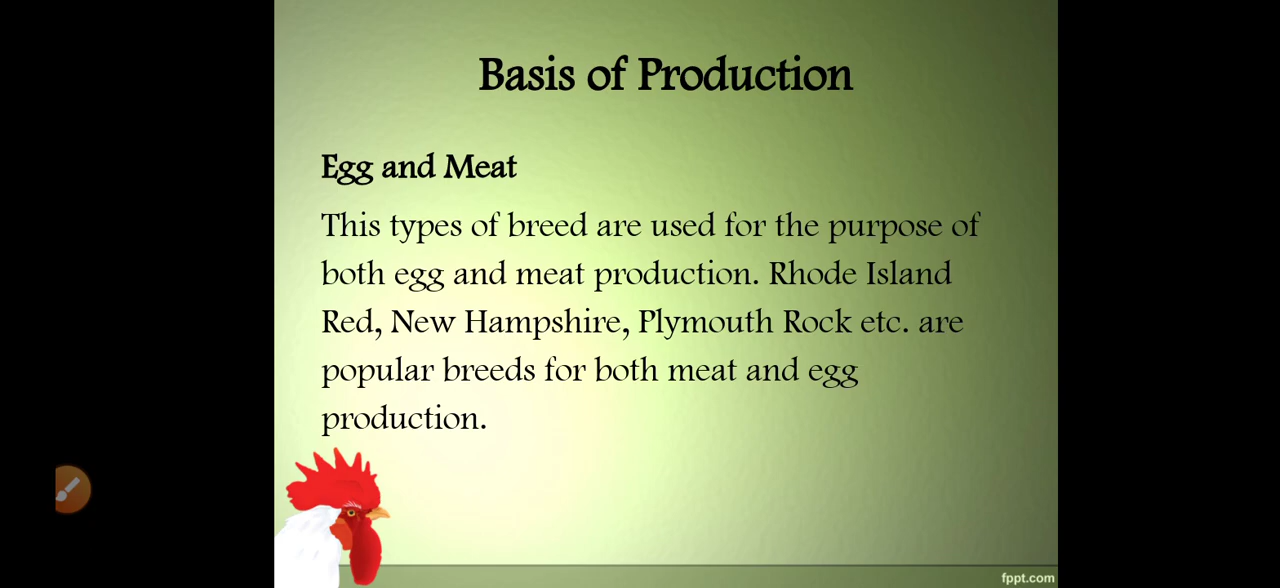 Basis of Production
Egg and Meat
This types of breed are used for the purpose of
both egg and meat production. Rhode Island
Red, New Hampshire, Plymouth Rock etc. are
popular breeds for both meat and egg
production.
fppt.com